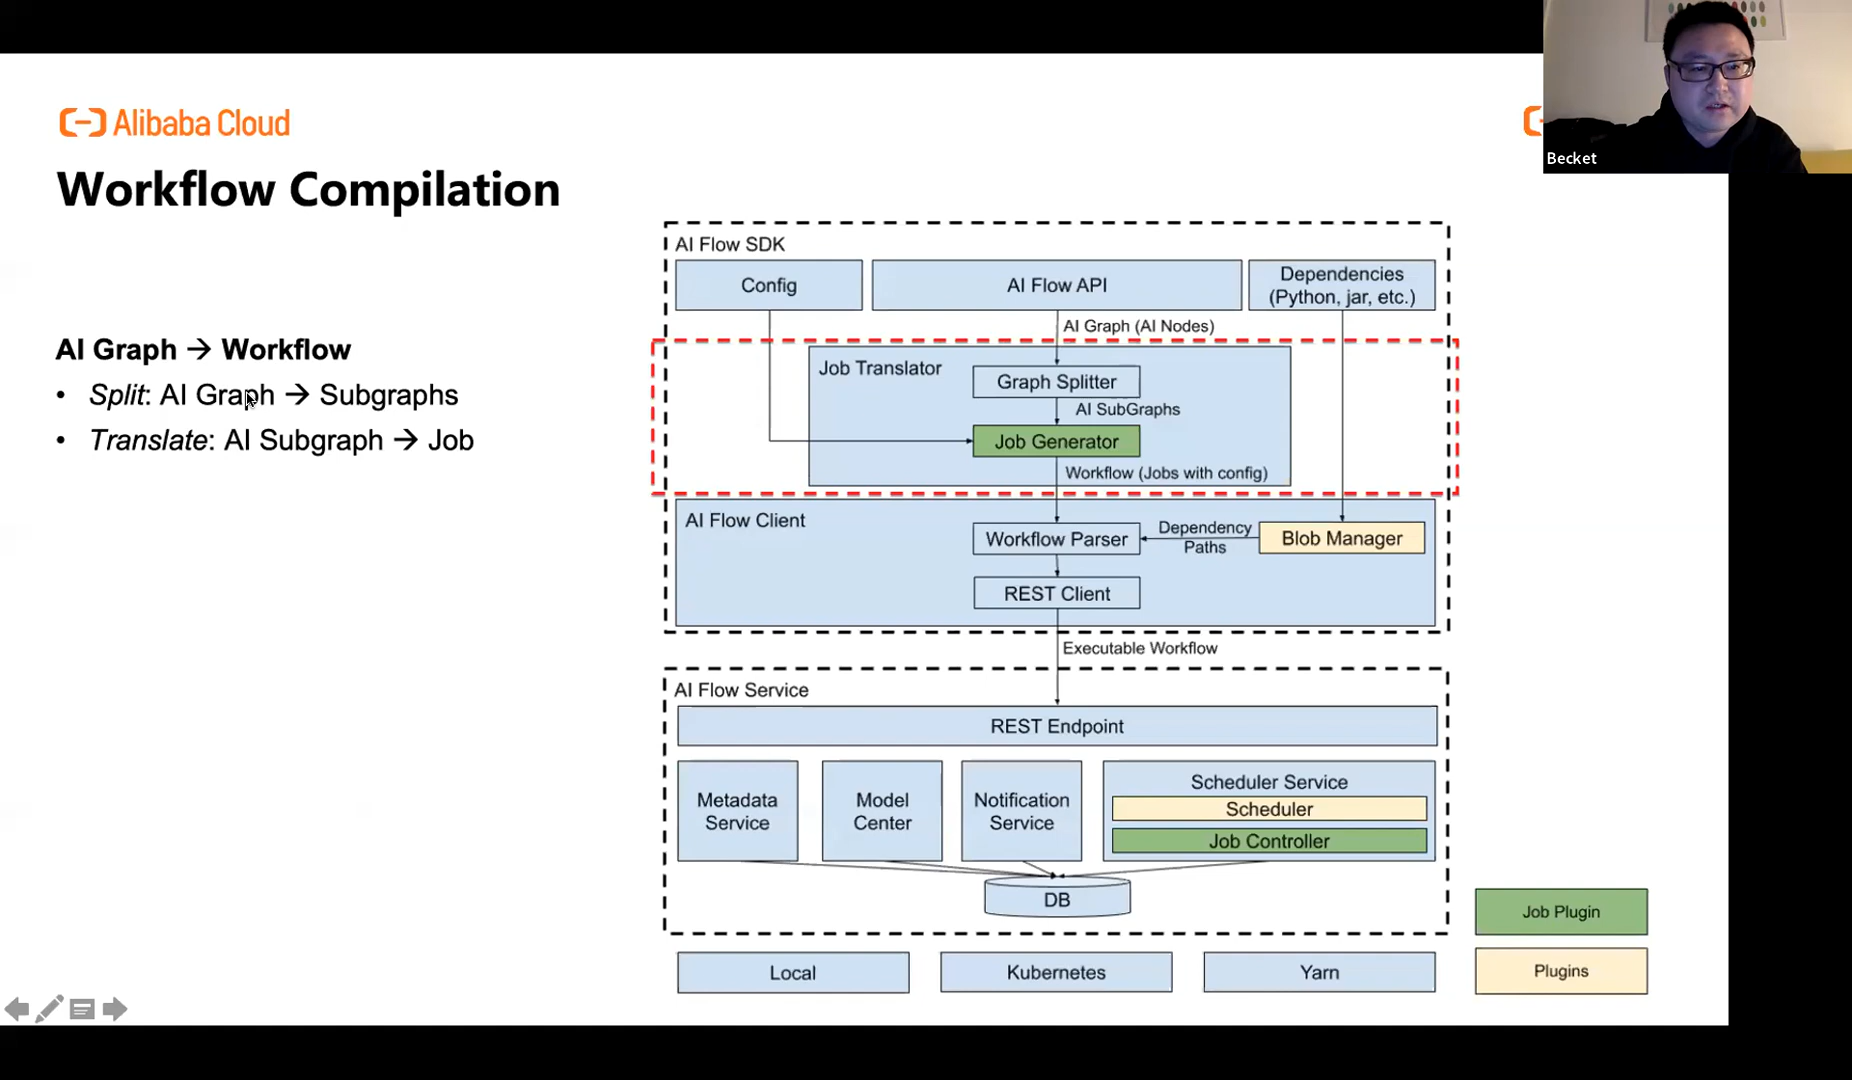 Becket
Alibaba Cloud
Workflow Compilation
AI Graph → Workflow
• Split: AI Graph → Subgraphs
• Translate: AI Subgraph → Job
AI Flow SDK
Config
AI Flow API
Dependencies
(Python, jar, etc.)
AI Graph (AI Nodes)
Job Translator
Graph Splitter
AI SubGraphs
Job Generator
Workflow (Jobs with config)
AI Flow Client
Workflow Parser
Dependency
Paths
Blob Manager
REST Client
Executable Workflow
AI Flow Service
REST Endpoint
Metadata
Service
Model
Center
Notification
Service
Scheduler Service
Scheduler
Job Controller
DB
Local
Kubernetes
Yarn
Job Plugin
Plugins